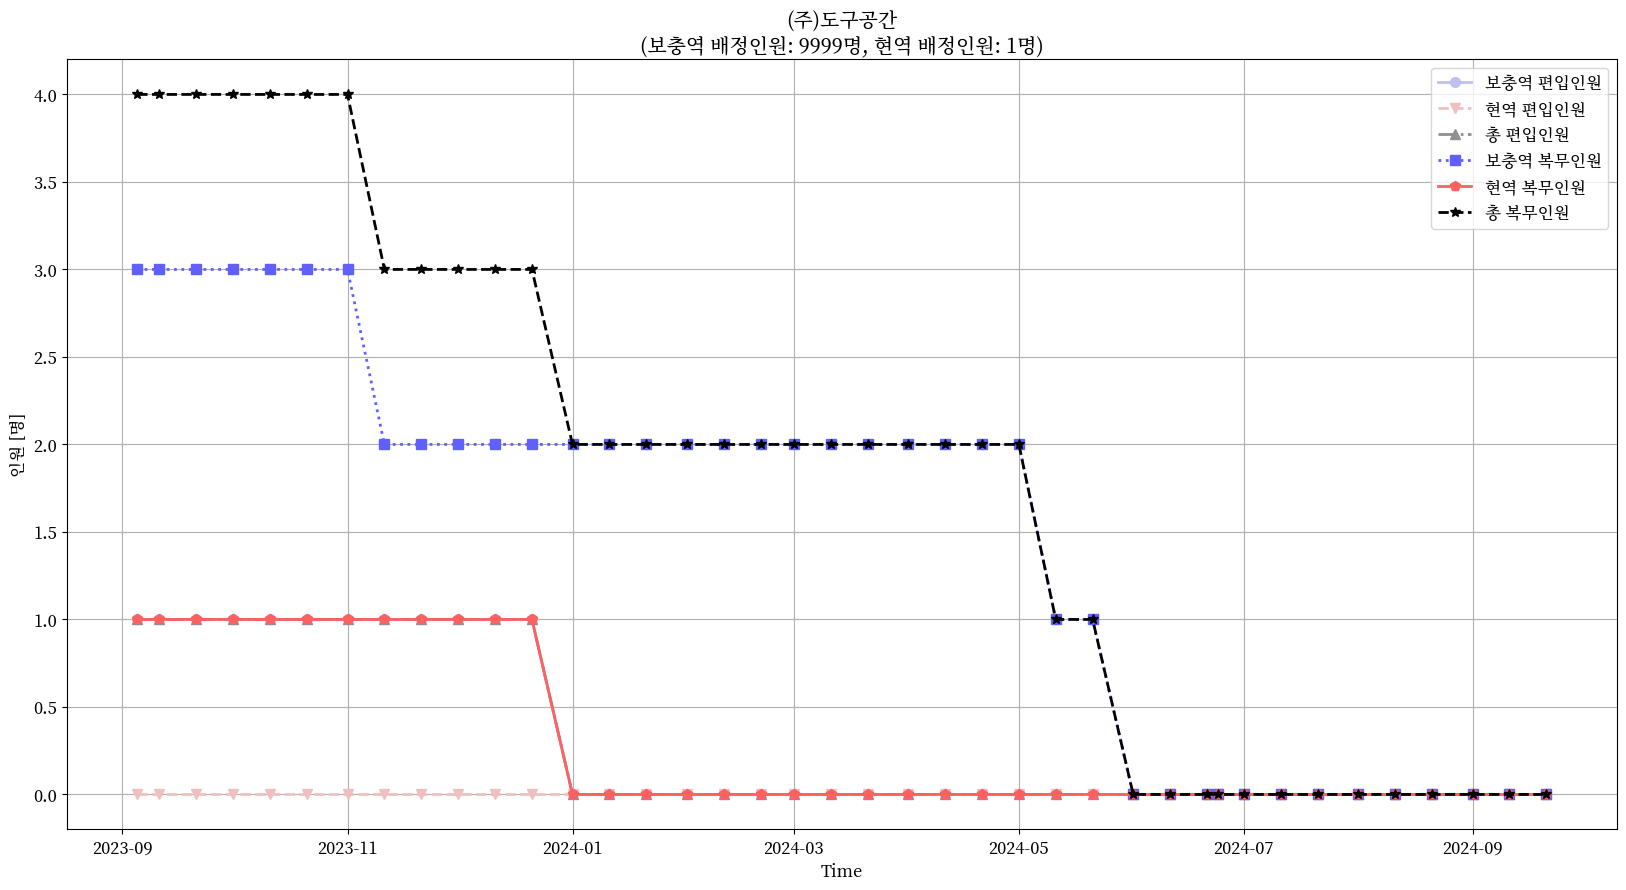 (주)도구공간
(보충역 배정인원: 9999명, 현역 배정인원: 1명)
보충역 편입인원
현역 편입인원
총 편입인원
보충역 복무인원
현역 복무인원
총 복무인원
인원 [명]
4.0
3.5
3.0
2.5
2.0
1.5
1.0
0.5
0.0
2023-09
2023-11
2024-01
2024-03
2024-05
2024-07
2024-09
Time